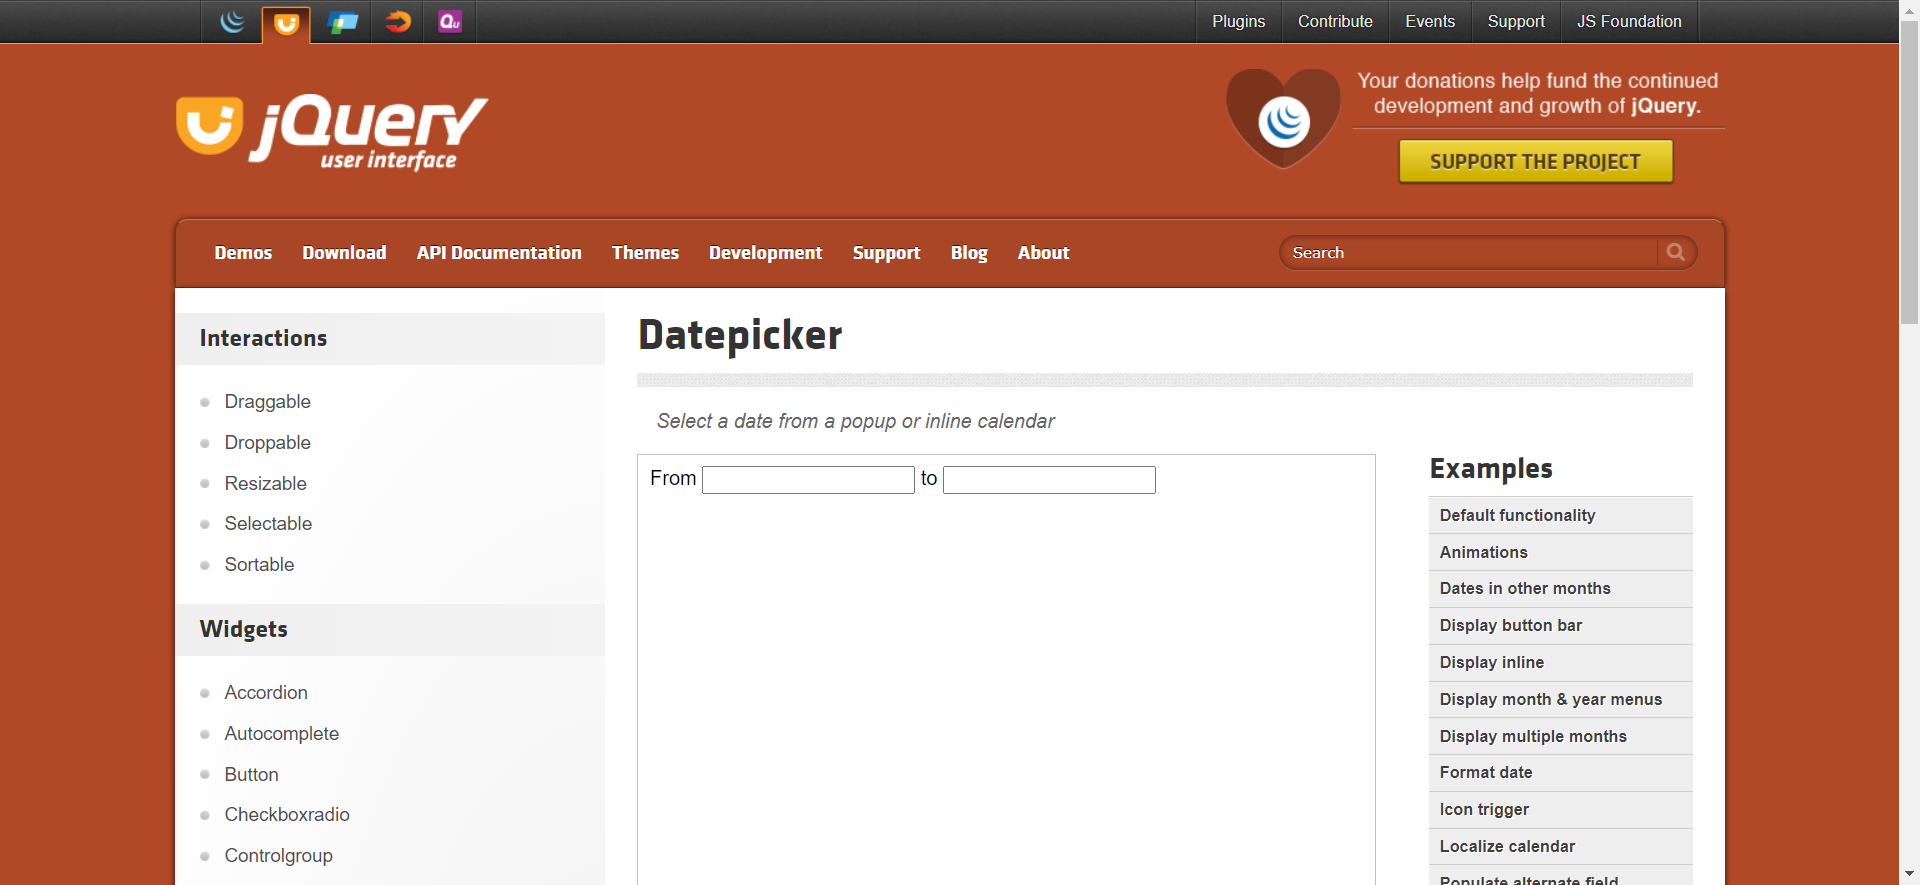 Qu
Plugins
Contribute
Events
Support
JS Foundation
jQuery
user interface
Your donations help fund the continued
development and growth of jQuery.
SUPPORT THE PROJECT
Demos
Download
API Documentation
Themes
Development
Support
Blog
About
Search
Interactions
Draggable
Droppable
Resizable
Selectable
Sortable
Widgets
Accordion
Autocomplete
Button
Checkboxradio
Controlgroup
Datepicker
Select a date from a popup or inline calendar
From to
Examples
Default functionality
Animations
Dates in other months
Display button bar
Display inline
Display month & year menus
Display multiple months
Format date
Icon trigger
Localize calendar
Populate alternate field